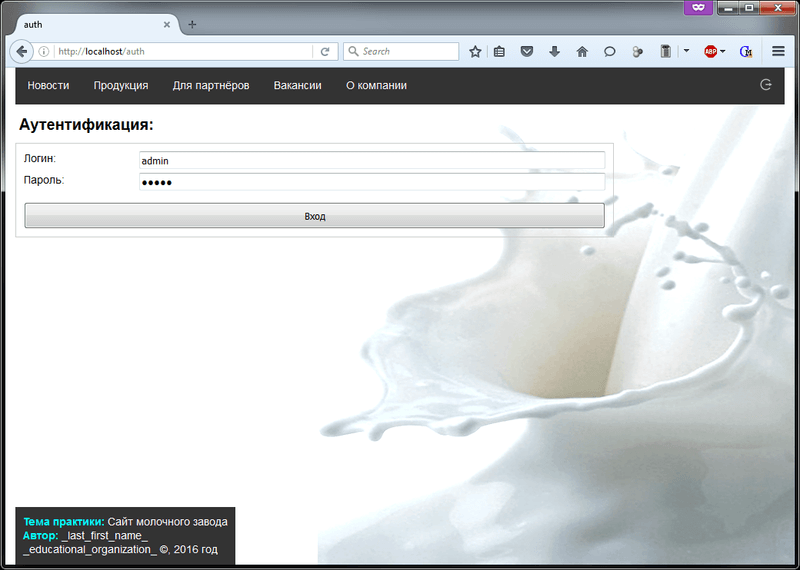 auth
http://localhost/auth
Search
ABP
Новости Продукция Для партнёров Вакансии О компании
Аутентификация:
Логин: admin
Пароль: ●●●●●
Вход
Тема практики: Сайт молочного завода
Автор: _last_first_name_
_educational_organization_ ©, 2016 год